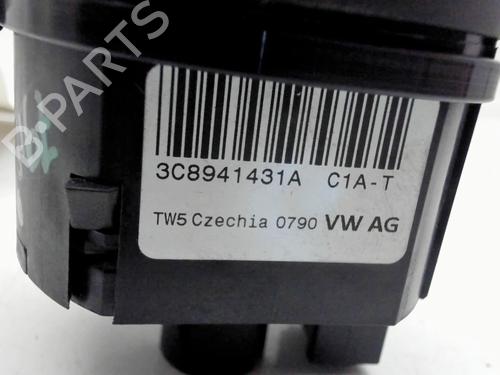 B-PARTS
3C8941431A C1A-T
TW5 Czechia 0790 VW AG